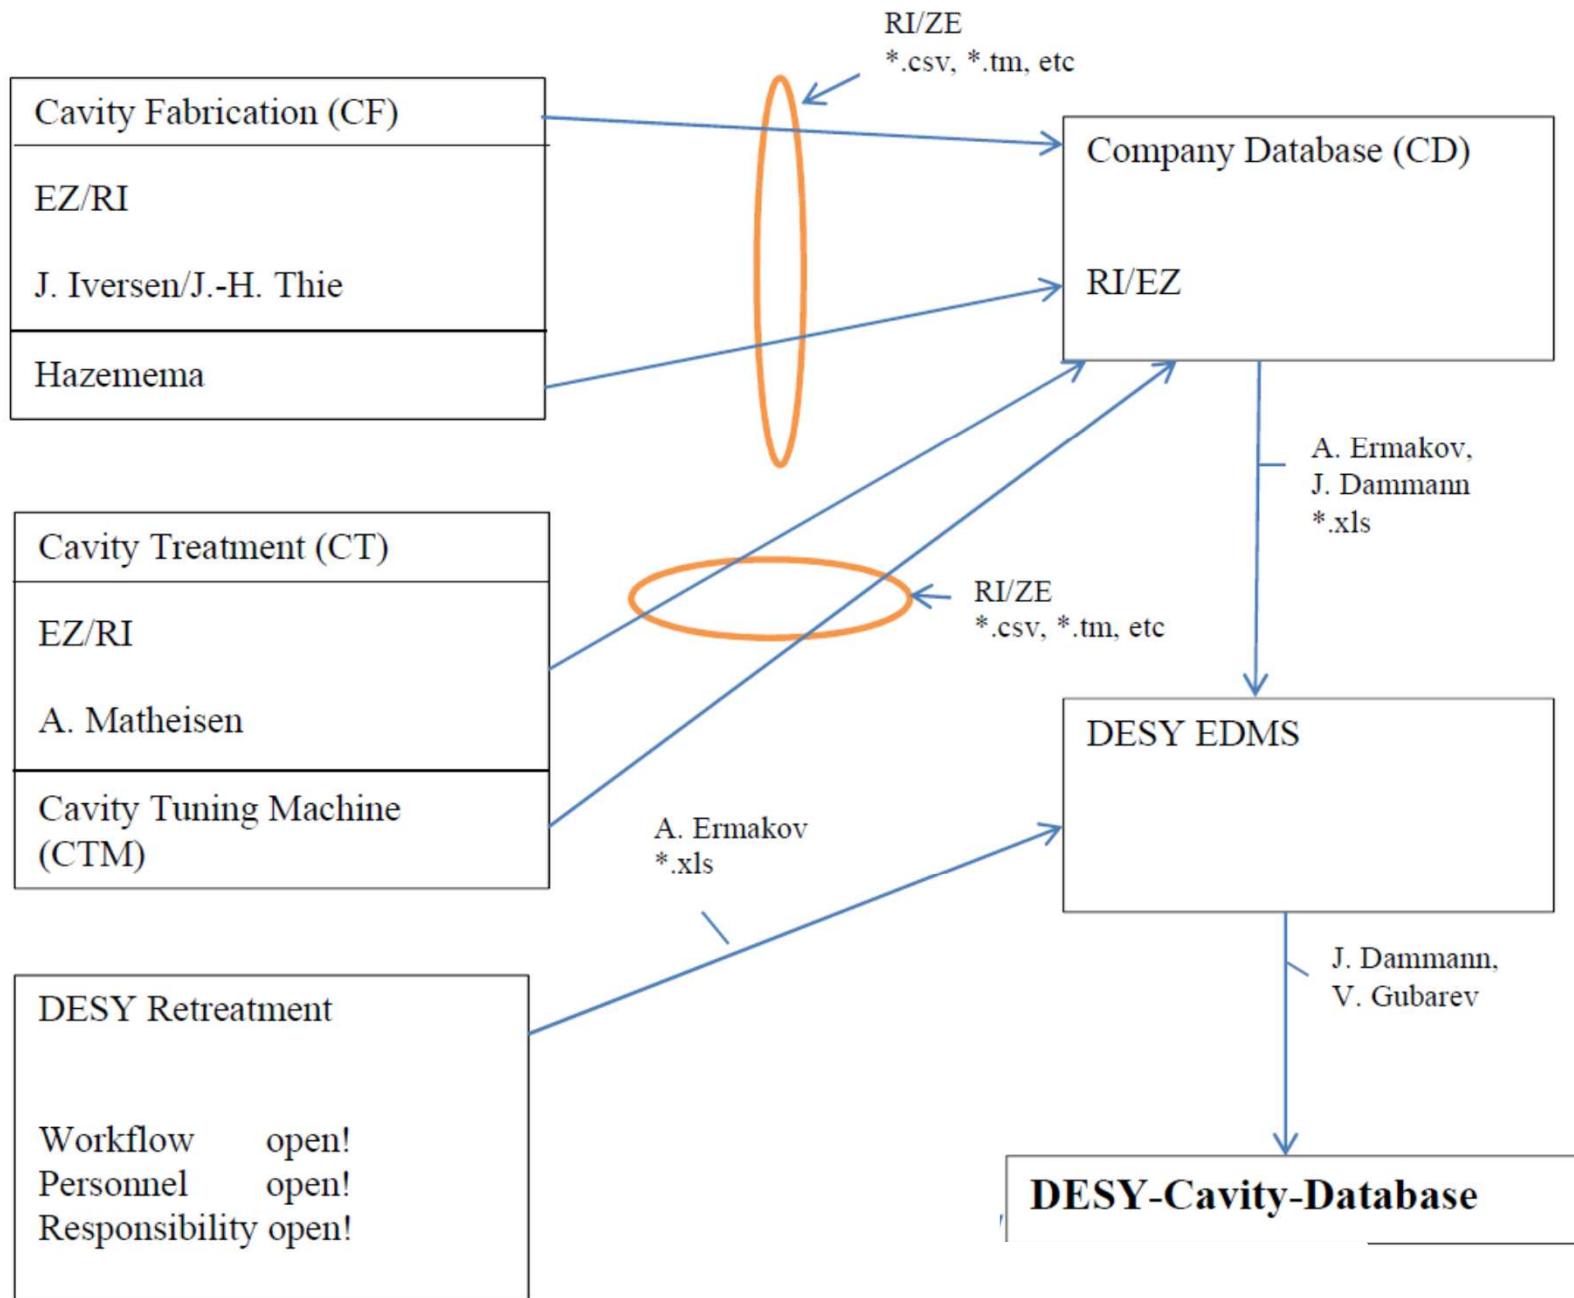 RI/ZE
*.csv, *.tm, etc
Cavity Fabrication (CF)
EZ/RI
J. Iversen/J.-H. Thie
Hazemema
Company Database (CD)
RI/EZ
A. Ermakov,
J. Dammann
*.xls
Cavity Treatment (CT)
EZ/RI
A. Matheisen
Cavity Tuning Machine
(CTM)
RI/ZE
*.csv, *.tm, etc
DESY EDMS
A. Ermakov
*.xls
J. Dammann,
V. Gubarev
DESY Retreatment
Workflow open!
Personnel open!
Responsibility open!
DESY-Cavity-Database